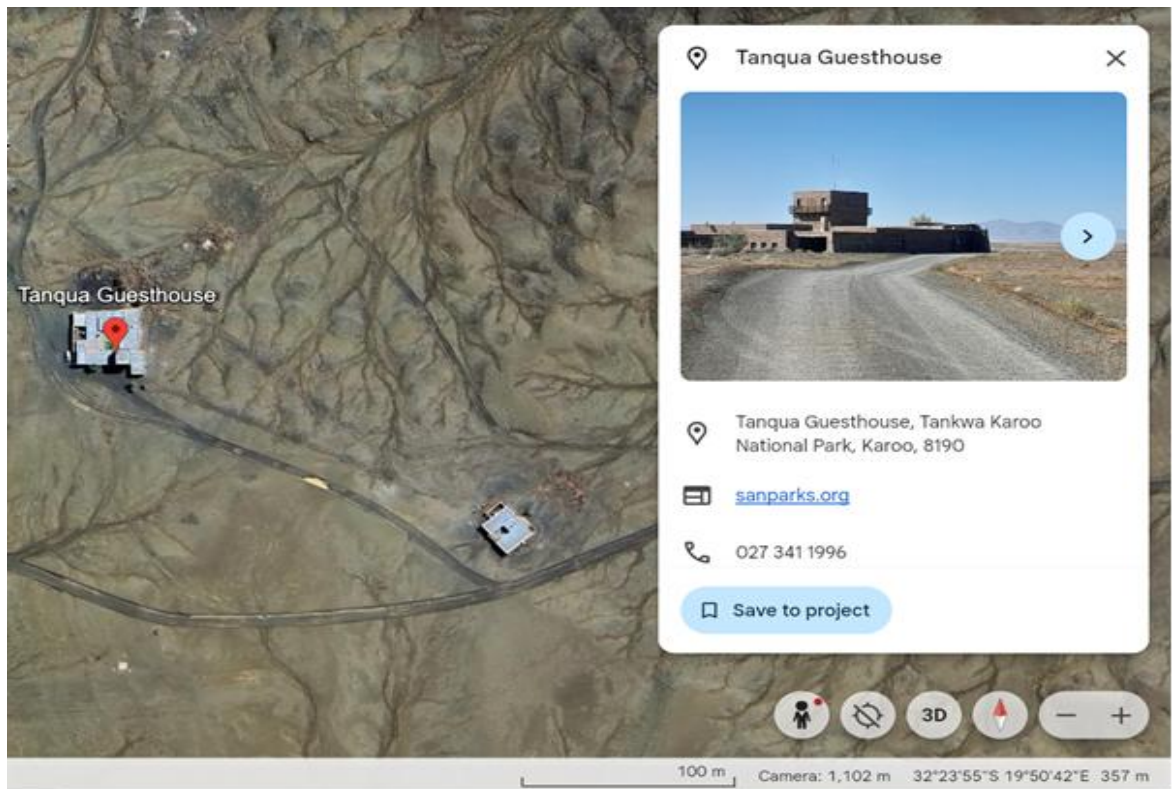 Tanqua Guesthouse
Tanqua Guesthouse
Tanqua Guesthouse, Tankwa Karoo
National Park, Karoo, 8190
sanparks.org
027 341 1996
Save to project
3D
100 m
Camera: 1,102 m 32°23'55"S 19°50'42"E 357 m